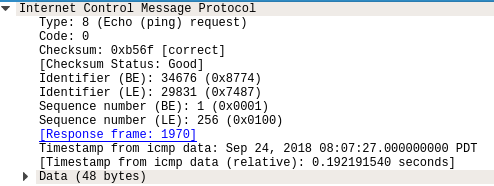 Internet Control Message Protocol
Type: 8 (Echo (ping) request)
Code: 0
Checksum: 0xb56f [correct]
[Checksum Status: Good]
Identifier (BE): 34676 (0x8774)
Identifier (LE): 29831 (0x7487)
Sequence number (BE): 1 (0x0001)
Sequence number (LE): 256 (0x0100)
[Response frame: 1970]
Timestamp from icmp data: Sep 24, 2018 08:07:27.000000000 PDT
[Timestamp from icmp data (relative): 0.192191540 seconds]
Data (48 bytes)